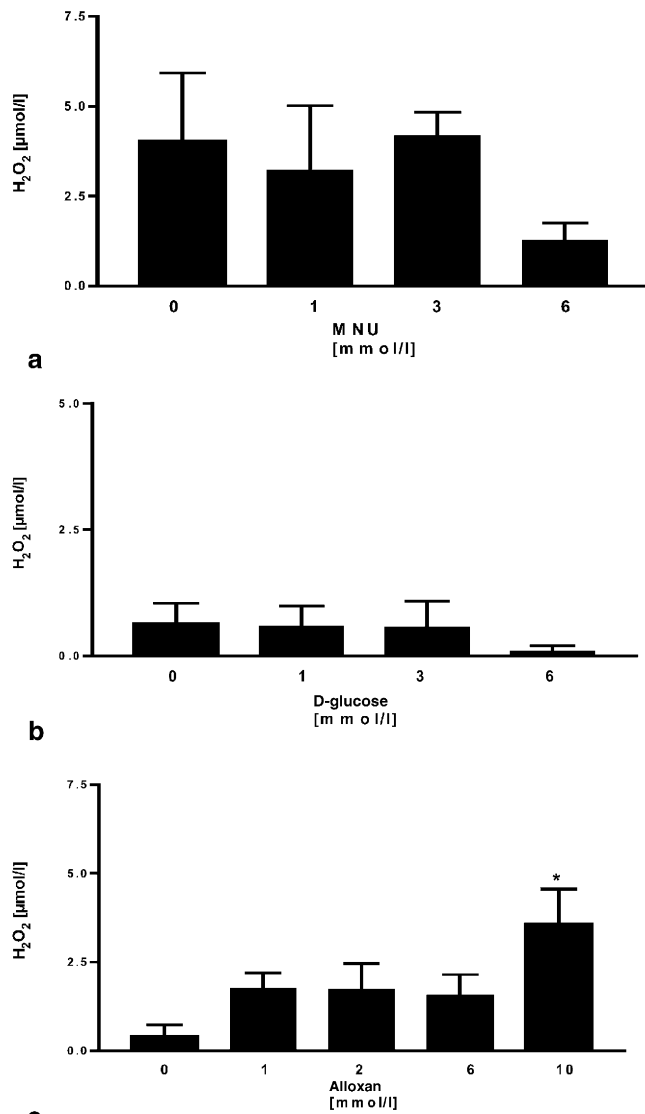 7.5
5.0
H₂O₂ [µmol/l]
2.5
0.0
0 1 3 6
MNU
[mmol/l]
a
5.0
2.5
H₂O₂ [µmol/l]
0.0
0 1 3 6
D-glucose
[mmol/l]
b
7.5
5.0
*
H₂O₂ [µmol/l]
2.5
0.0
0 1 2 6 10
Alloxan
[mmol/l]